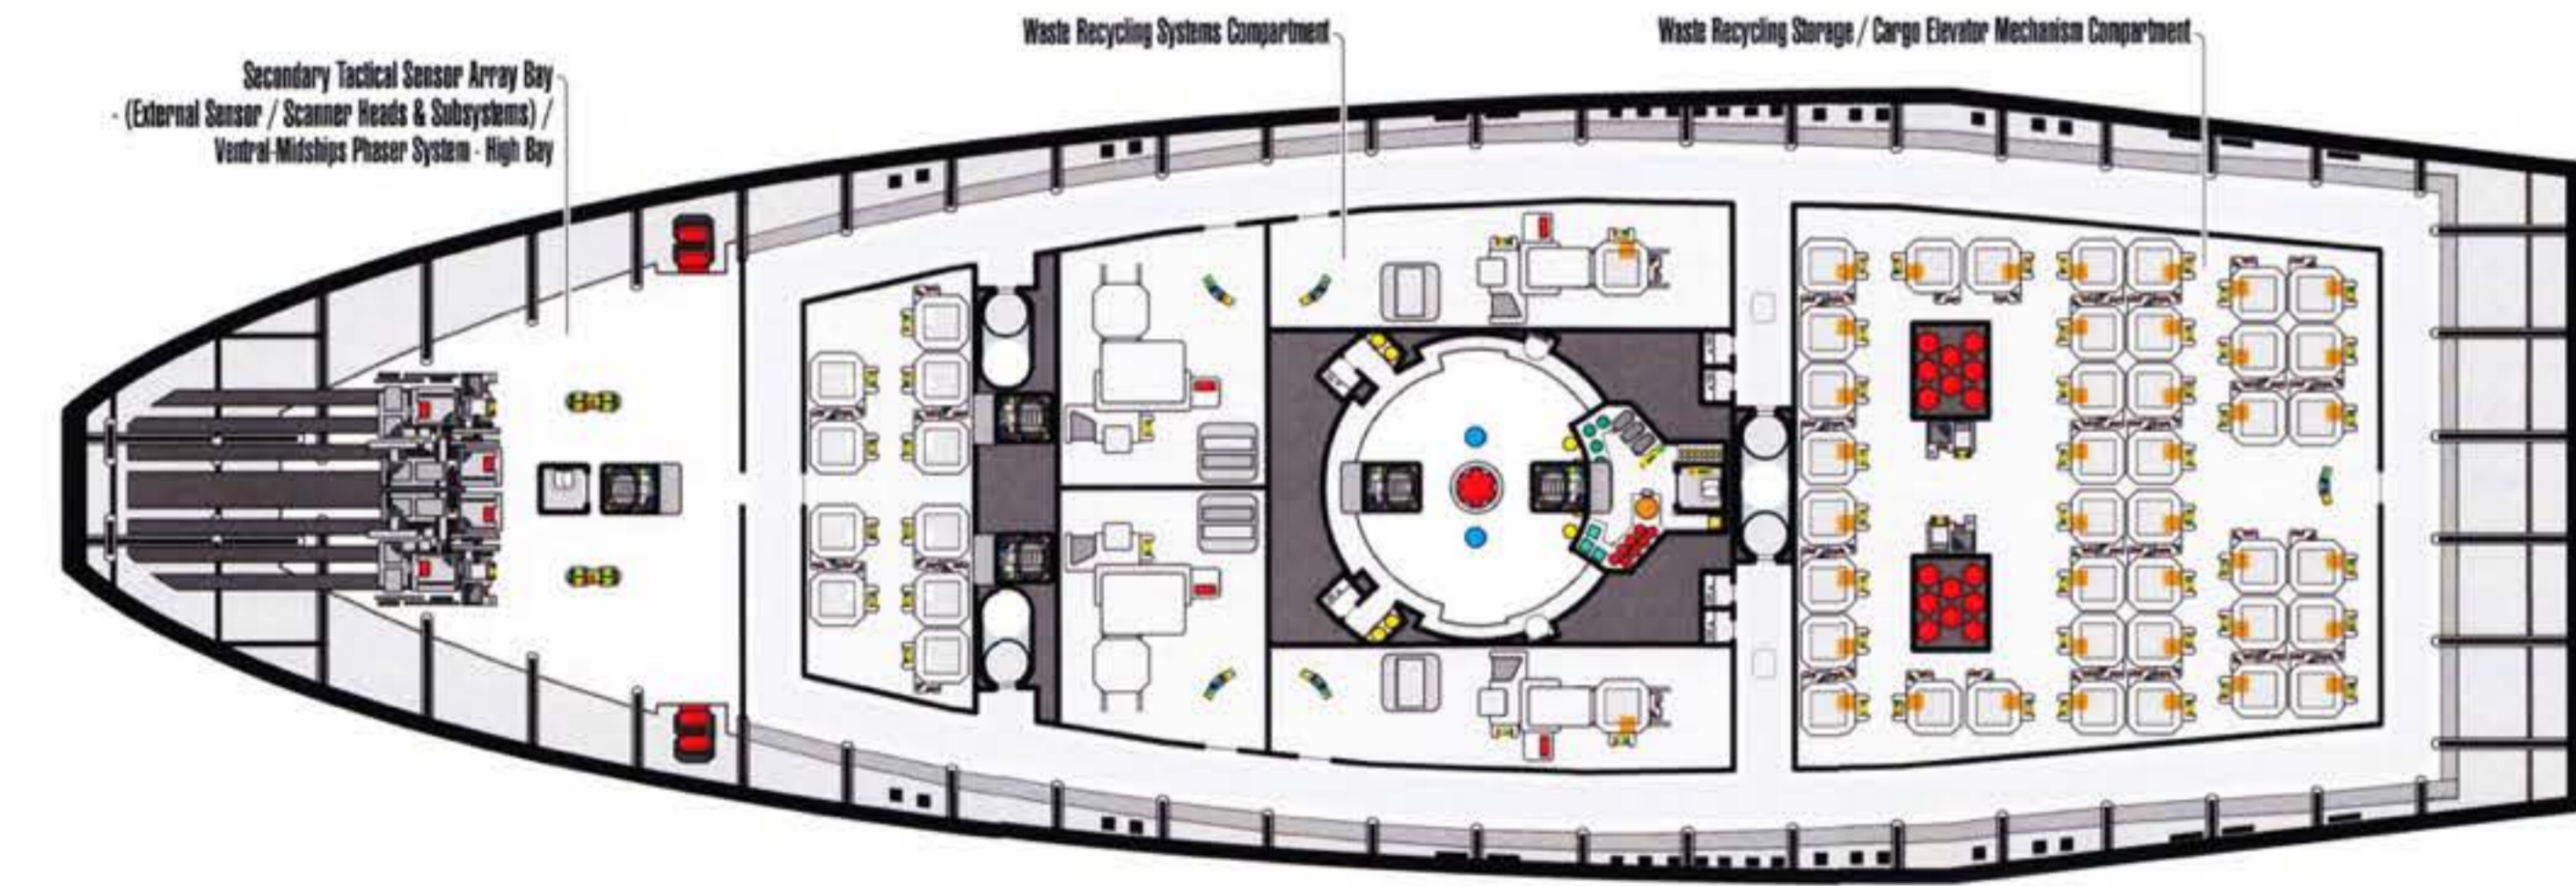 Secondary Tactical Sensor Array Bay
- (External Sensor / Scanner Heads & Subsystems) /
Ventral-Midships Phaser System - High Bay
Waste Recycling Systems Compartment
Waste Recycling Storage / Cargo Elevator Mechanism Compartment